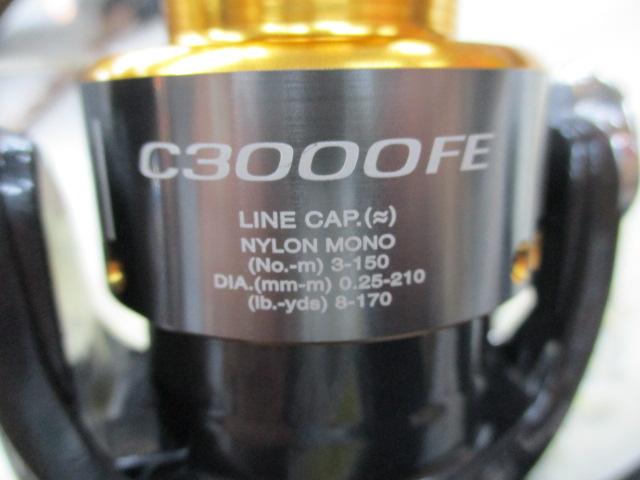 C3000FE
LINE CAP.(≈)
NYLON MONO
(No.-m) 3-150
DIA.(mm-m) 0.25-210
(lb.-yds) 8-170